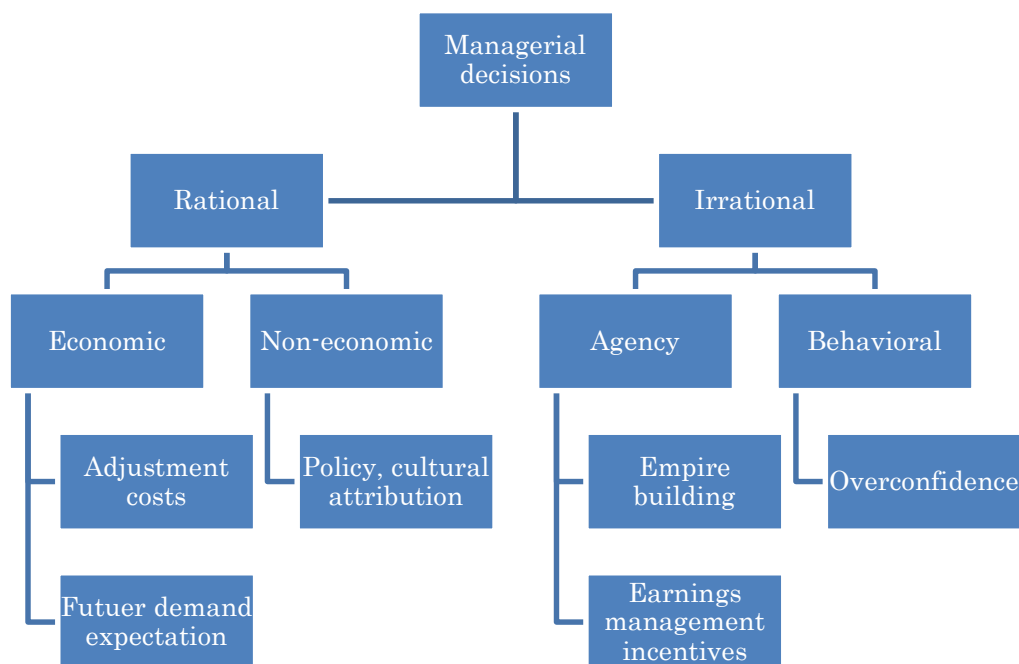 Managerial
decisions
Rational
Irrational
Economic
Non-economic
Agency
Behavioral
Adjustment
costs
Policy, cultural
attribution
Empire
building
Overconfidence
Futuer demand
expectation
Earnings
management
incentives